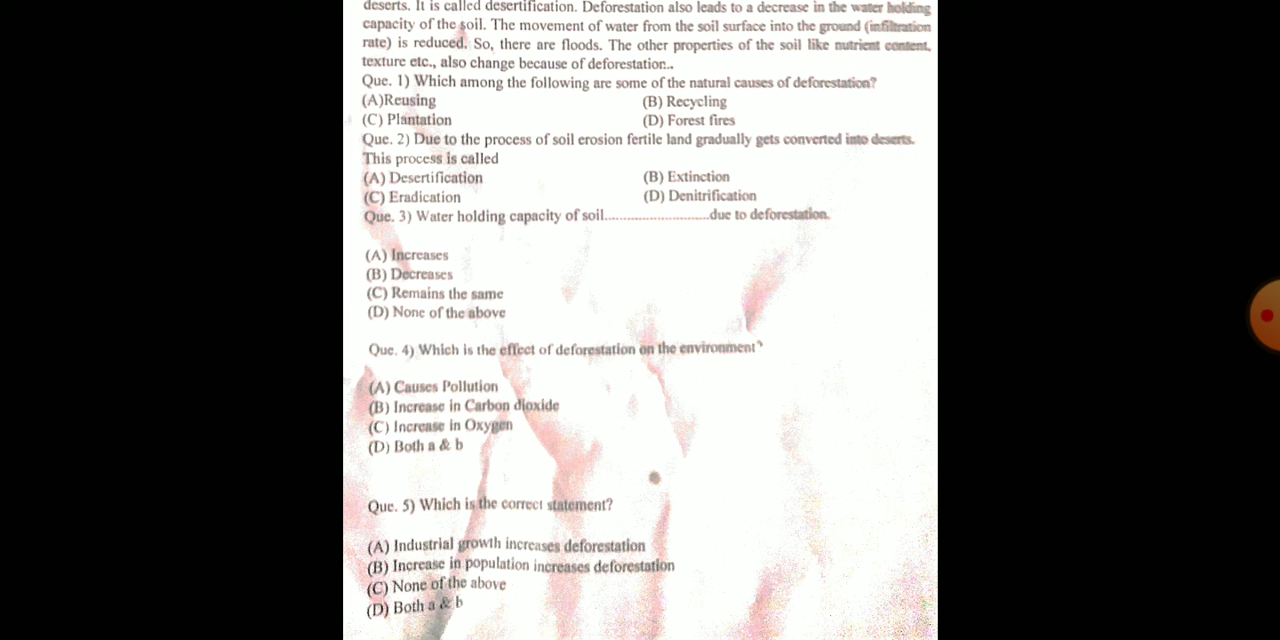 deserts. It is called desertification. Deforestation also leads to a decrease in the water holding
capacity of the soil. The movement of water from the soil surface into the ground (infiltration
rate) is reduced. So, there are floods. The other properties of the soil like nutrient content,
texture etc., also change because of deforestation..
Que. 1) Which among the following are some of the natural causes of deforestation?
(A)Reusing (B) Recycling
(C) Plantation (D) Forest fires
Que. 2) Due to the process of soil erosion fertile land gradually gets converted into deserts.
This process is called
(A) Desertification (B) Extinction
(C) Eradication (D) Denitrification
Que. 3) Water holding capacity of soil............................due to deforestation.
(A) Increases
(B) Decreases
(C) Remains the same
(D) None of the above
Que. 4) Which is the effect of deforestation on the environment?
(A) Causes Pollution
(B) Increase in Carbon dioxide
(C) Increase in Oxygen
(D) Both a & b
Que. 5) Which is the correct statement?
(A) Industrial growth increases deforestation
(B) Increase in population increases deforestation
(C) None of the above
(D) Both a & b